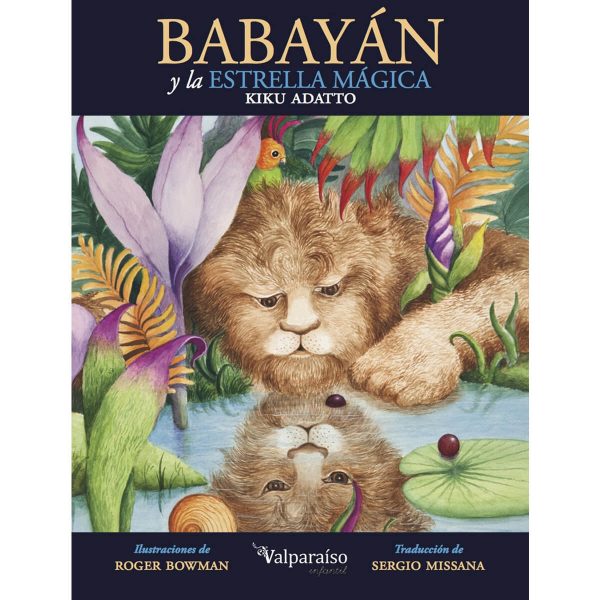 BABAYÁN
y la ESTRELLA MÁGICA
KIKU ADATTO
Ilustraciones de
ROGER BOWMAN
Valparaíso
infantil
Traducción de
SERGIO MISSANA